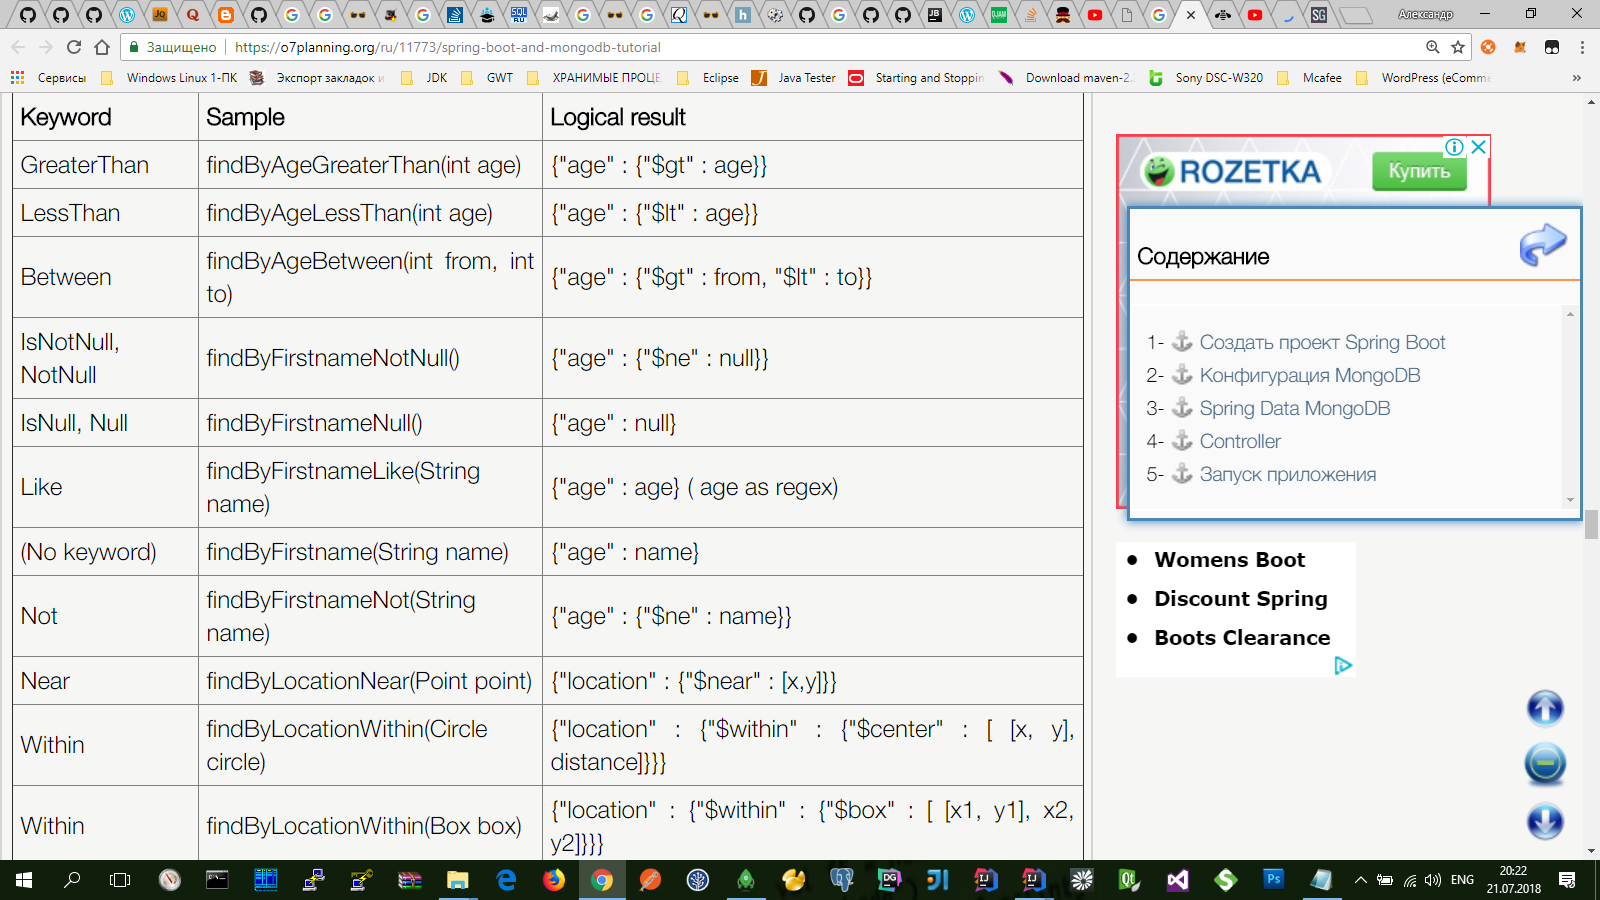 Александр
Защищено
https://o7planning.org/ru/11773/spring-boot-and-mongodb-tutorial
Сервисы
Windows Linux 1-ПК
Экспорт закладок и
JDK
GWT
ХРАНИМЫЕ ПРОЦЕ
Eclipse
Java Tester
Starting and Stoppin
Download maven-2.
Sony DSC-W320
Mcafee
WordPress (eComme
»
Keyword
Sample
Logical result
GreaterThan
findByAgeGreaterThan(int age)
{"age" : {"$gt" : age}}
LessThan
findByAgeLessThan(int age)
{"age" : {"$lt" : age}}
Between
findByAgeBetween(int from, int
to)
{"age" : {"$gt" : from, "$lt" : to}}
IsNotNull,
NotNull
findByFirstnameNotNull()
{"age" : {"$ne" : null}}
IsNull, Null
findByFirstnameNull()
{"age" : null}
Like
findByFirstnameLike(String
name)
{"age" : age} ( age as regex)
(No keyword)
findByFirstname(String name)
{"age" : name}
Not
findByFirstnameNot(String
name)
{"age" : {"$ne" : name}}
Near
findByLocationNear(Point point)
{"location" : {"$near" : [x,y]}}
Within
findByLocationWithin(Circle
circle)
{"location" : {"$within" : {"$center" : [ [x, y],
distance]}}}
Within
findByLocationWithin(Box box)
{"location" : {"$within" : {"$box" : [ [x1, y1], x2,
y2]}}}
ROZETKA
Купить
Содержание
1- Создать проект Spring Boot
2- Конфигурация MongoDB
3- Spring Data MongoDB
4- Controller
5- Запуск приложения
• Womens Boot
• Discount Spring
• Boots Clearance
ENG
20:22
21.07.2018